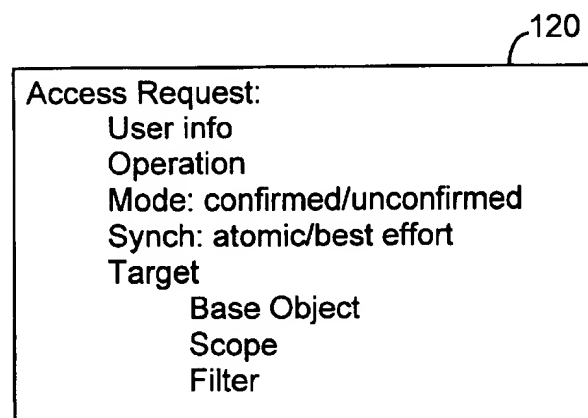 120
Access Request:
User info
Operation
Mode: confirmed/unconfirmed
Synch: atomic/best effort
Target
Base Object
Scope
Filter